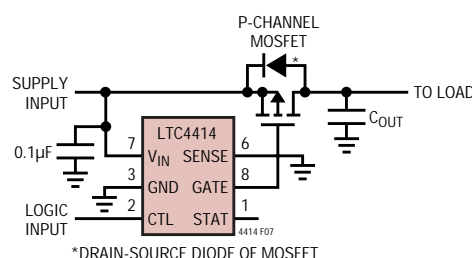 P-CHANNEL
MOSFET
*
SUPPLY
INPUT
TO LOAD
LTC4414
C_OUT
0.1µF
7 V_IN SENSE 6
3 GND GATE 8
2 CTL STAT 1
LOGIC
INPUT
4414 F07
*DRAIN-SOURCE DIODE OF MOSFET